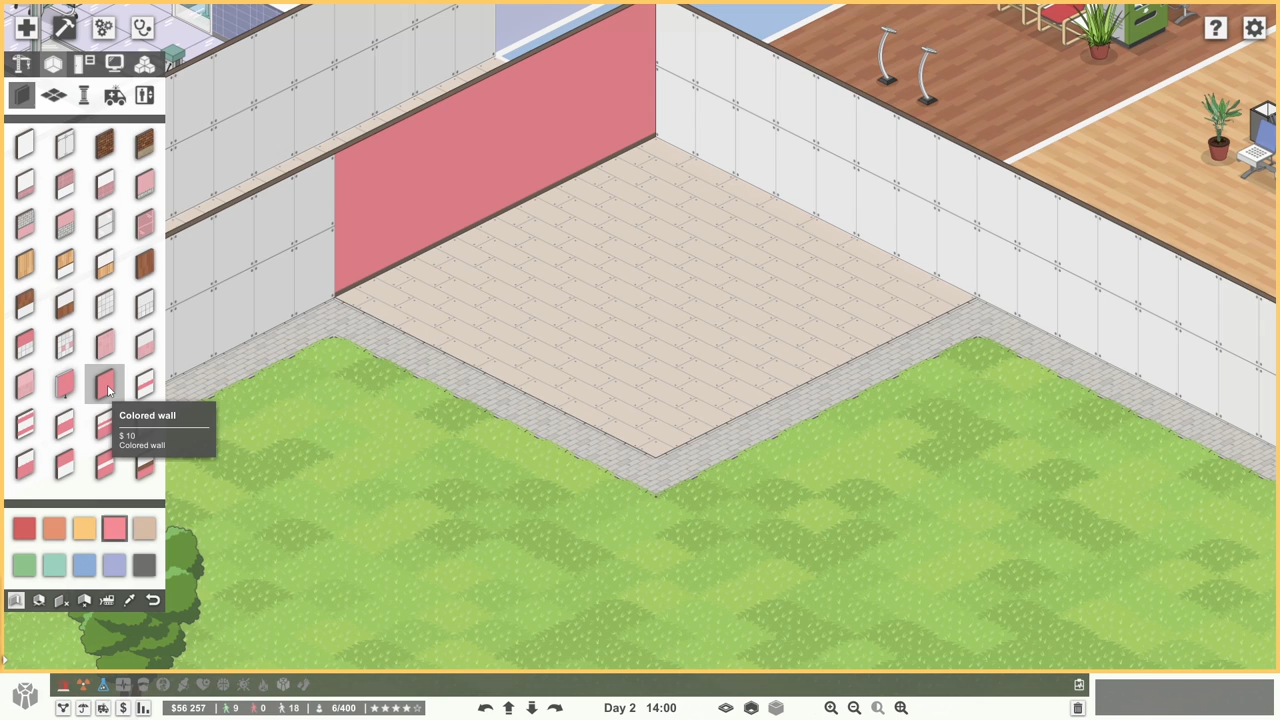 ?
Colored wall
$ 10
Colored wall
$56 257 | 9 | 0 | 18 | 6/400 |
Day 2 14:00